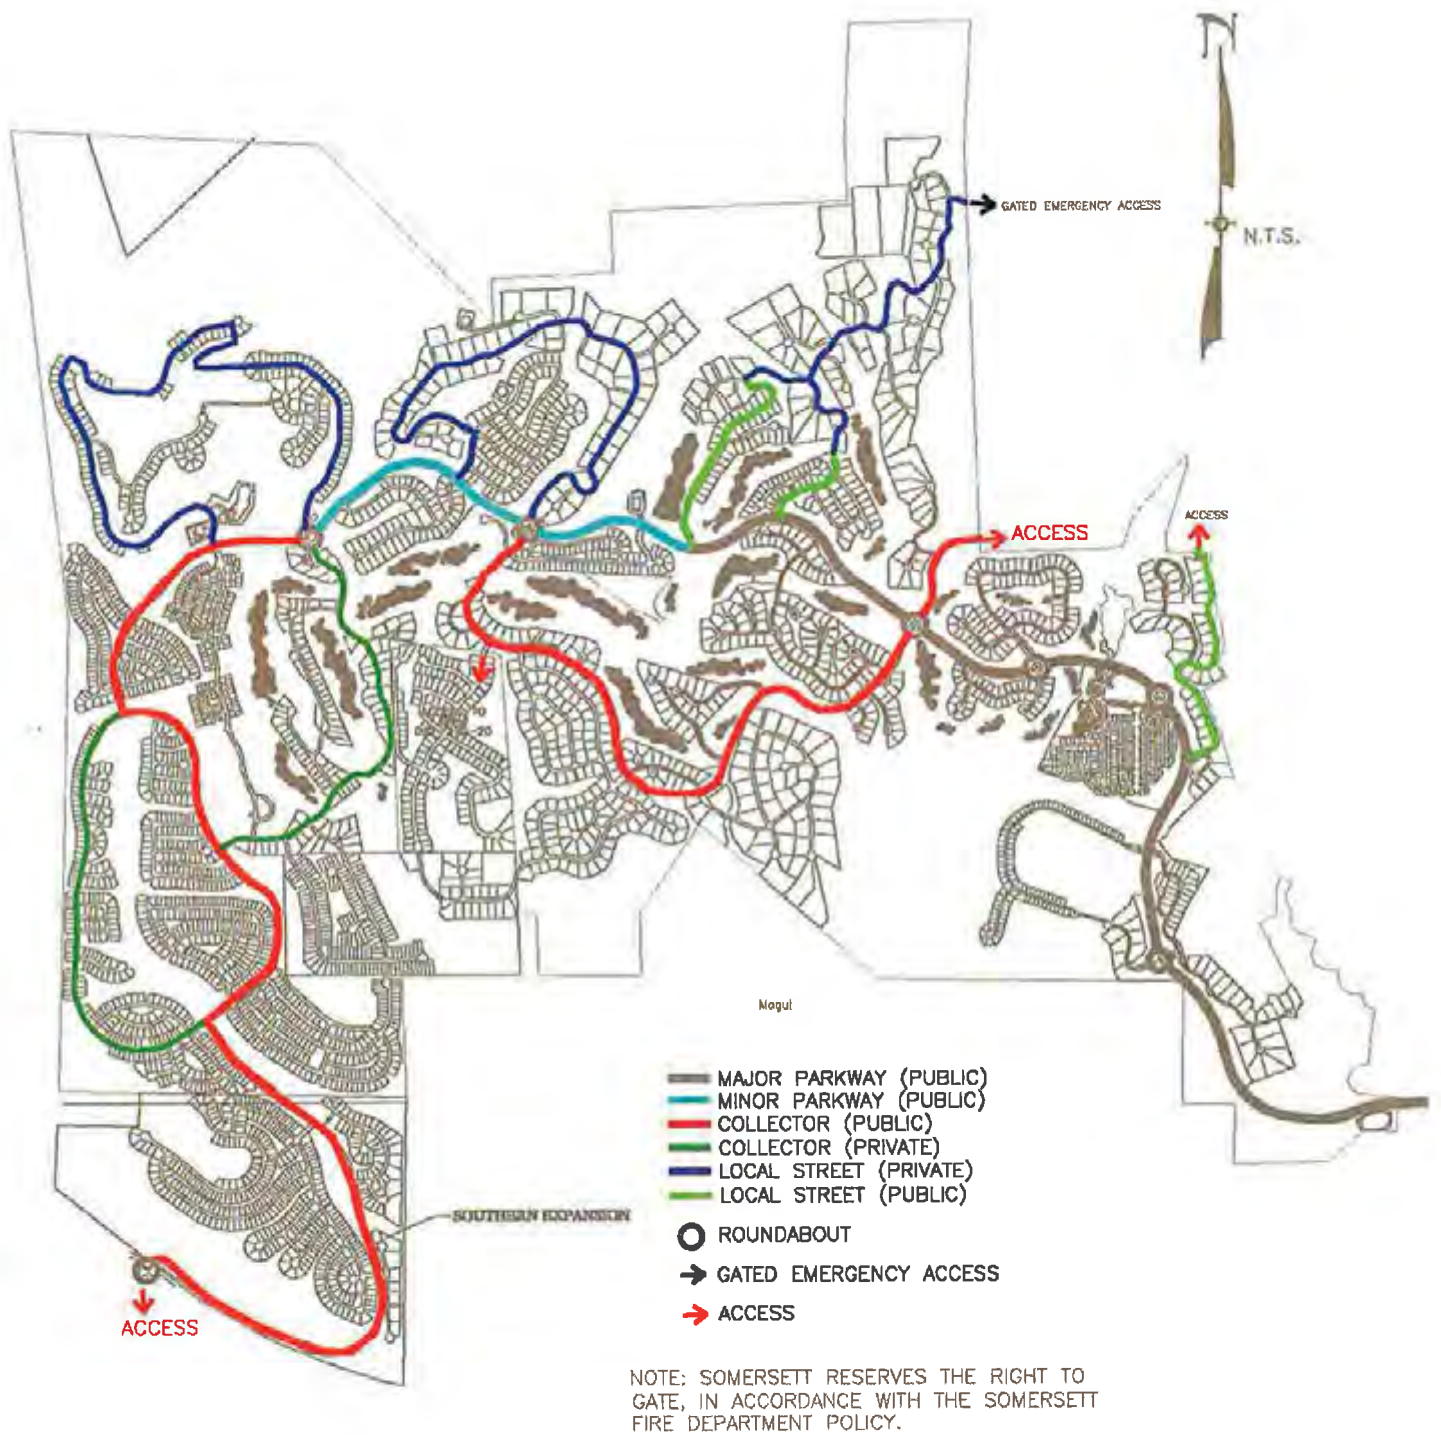 N
GATED EMERGENCY ACCESS
N.T.S.
ACCESS
ACCESS
Mogul
MAJOR PARKWAY (PUBLIC)
MINOR PARKWAY (PUBLIC)
COLLECTOR (PUBLIC)
COLLECTOR (PRIVATE)
LOCAL STREET (PRIVATE)
LOCAL STREET (PUBLIC)
SOUTHERN EXPANSION
ROUNDABOUT
GATED EMERGENCY ACCESS
ACCESS
ACCESS
NOTE: SOMERSETT RESERVES THE RIGHT TO
GATE, IN ACCORDANCE WITH THE SOMERSETT
FIRE DEPARTMENT POLICY.